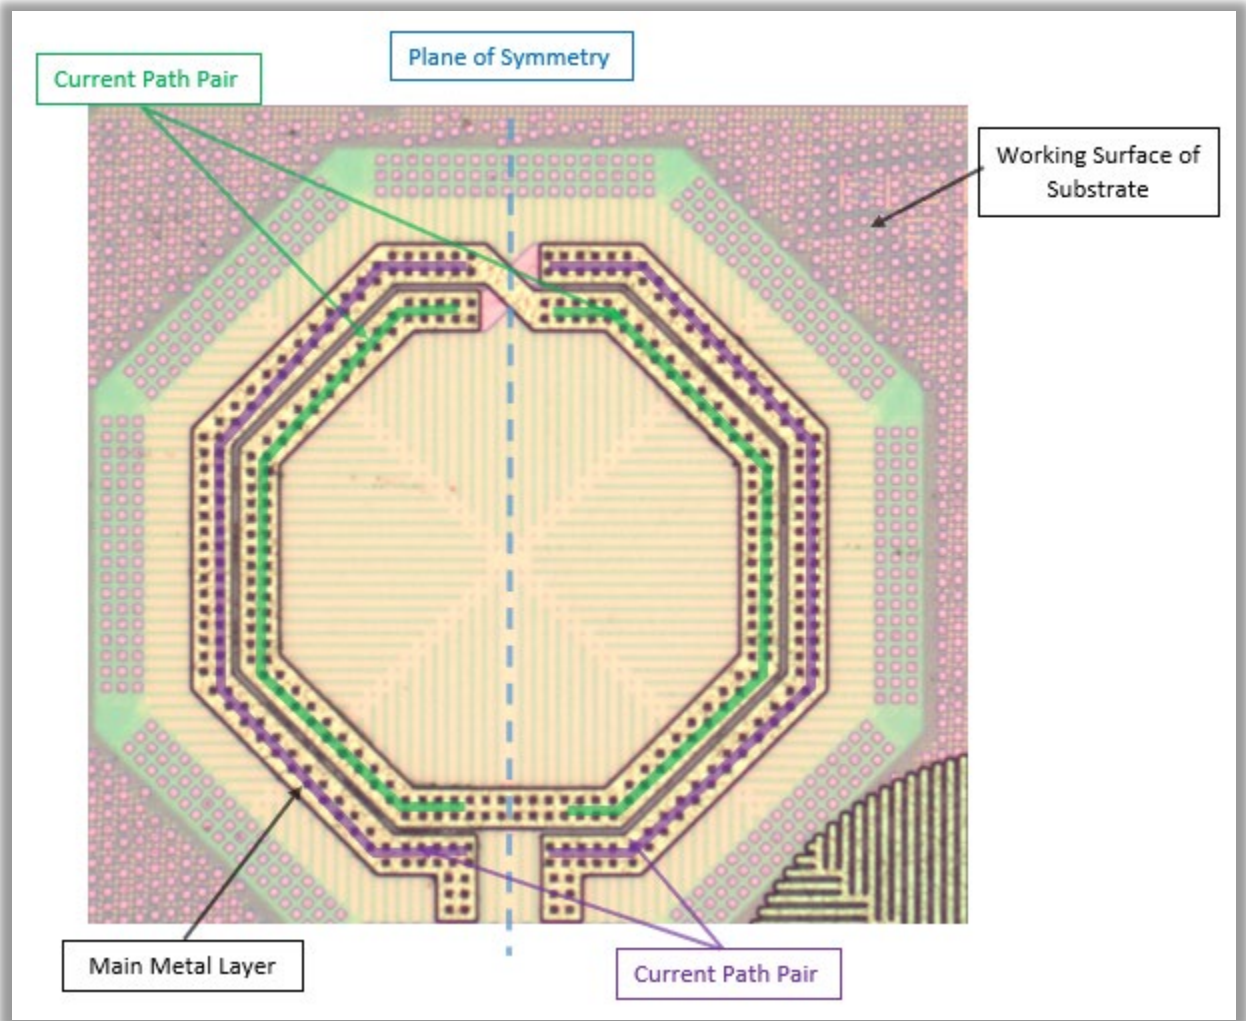 Plane of Symmetry
Current Path Pair
Working Surface of
Substrate
Main Metal Layer
Current Path Pair